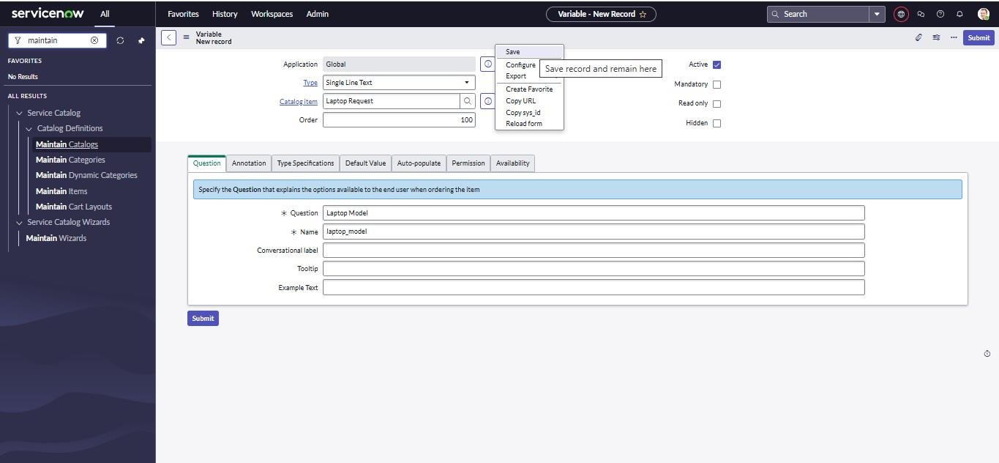 servicenow All Favorites History Workspaces Admin Variable - New Record Search
maintain
Variable
New record
Submit
FAVORITES
No Results
ALL RESULTS
Service Catalog
Catalog Definitions
Maintain Catalogs
Maintain Categories
Maintain Dynamic Categories
Maintain Items
Maintain Cart Layouts
Service Catalog Wizards
Maintain Wizards
Application Global
Type Single Line Text
Catalog item Laptop Request
Order 100
Save
Configure
Export
Create Favorite
Copy URL
Copy sys_id
Reload form
Save record and remain here
Active
Mandatory
Read only
Hidden
Question Annotation Type Specifications Default Value Auto-populate Permission Availability
Specify the Question that explains the options available to the end user when ordering the item
Question Laptop Model
Name laptop_model
Conversational label
Tooltip
Example Text
Submit